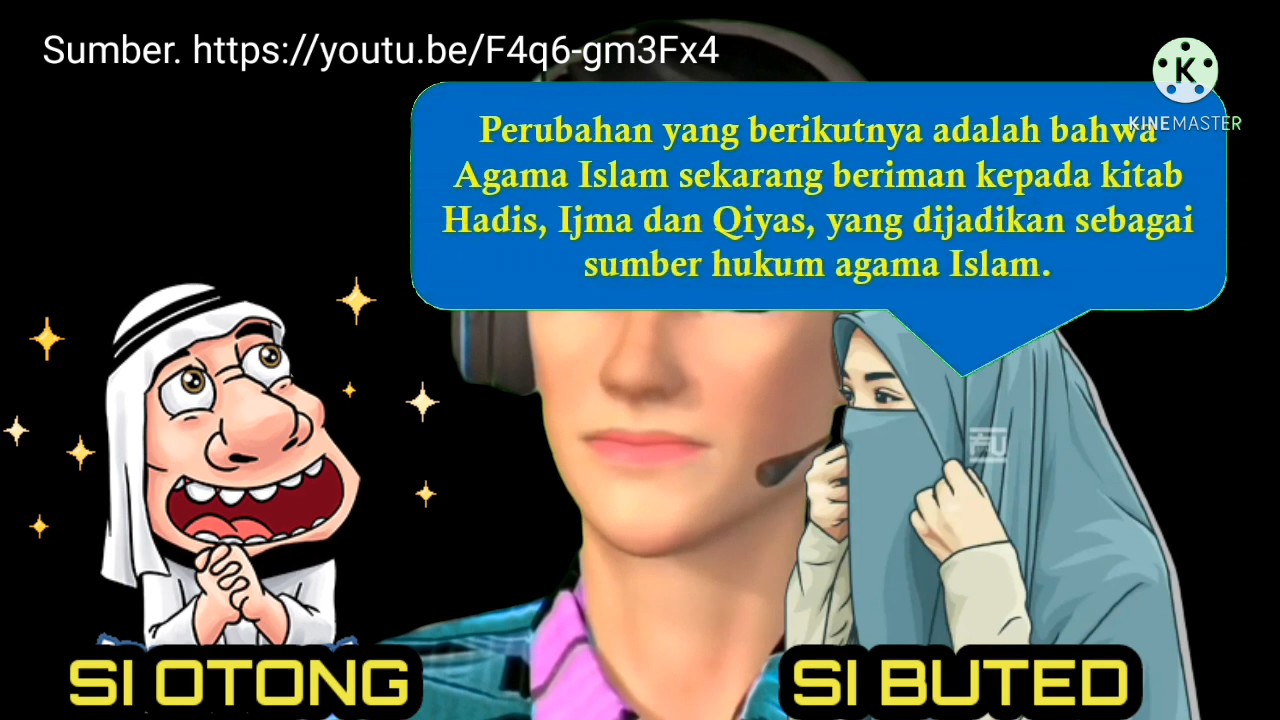 Sumber. https://youtu.be/F4q6-gm3Fx4
K
KINEMASTER
Perubahan yang berikutnya adalah bahwa
Agama Islam sekarang beriman kepada kitab
Hadis, Ijma dan Qiyas, yang dijadikan sebagai
sumber hukum agama Islam.
SI OTONG
SI BUTED